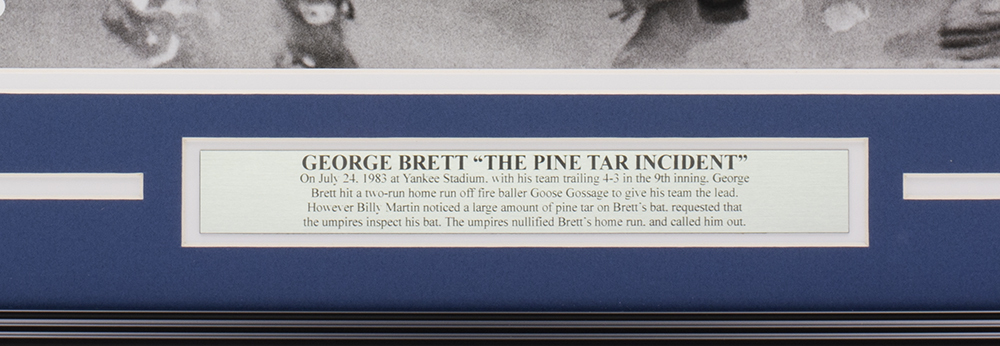 GEORGE BRETT “THE PINE TAR INCIDENT”
On July 24, 1983 at Yankee Stadium, with his team trailing 4-3 in the 9th inning, George
Brett hit a two-run home run off fire baller Goose Gossage to give his team the lead.
However Billy Martin noticed a large amount of pine tar on Brett's bat, requested that
the umpires inspect his bat. The umpires nullified Brett's home run, and called him out.